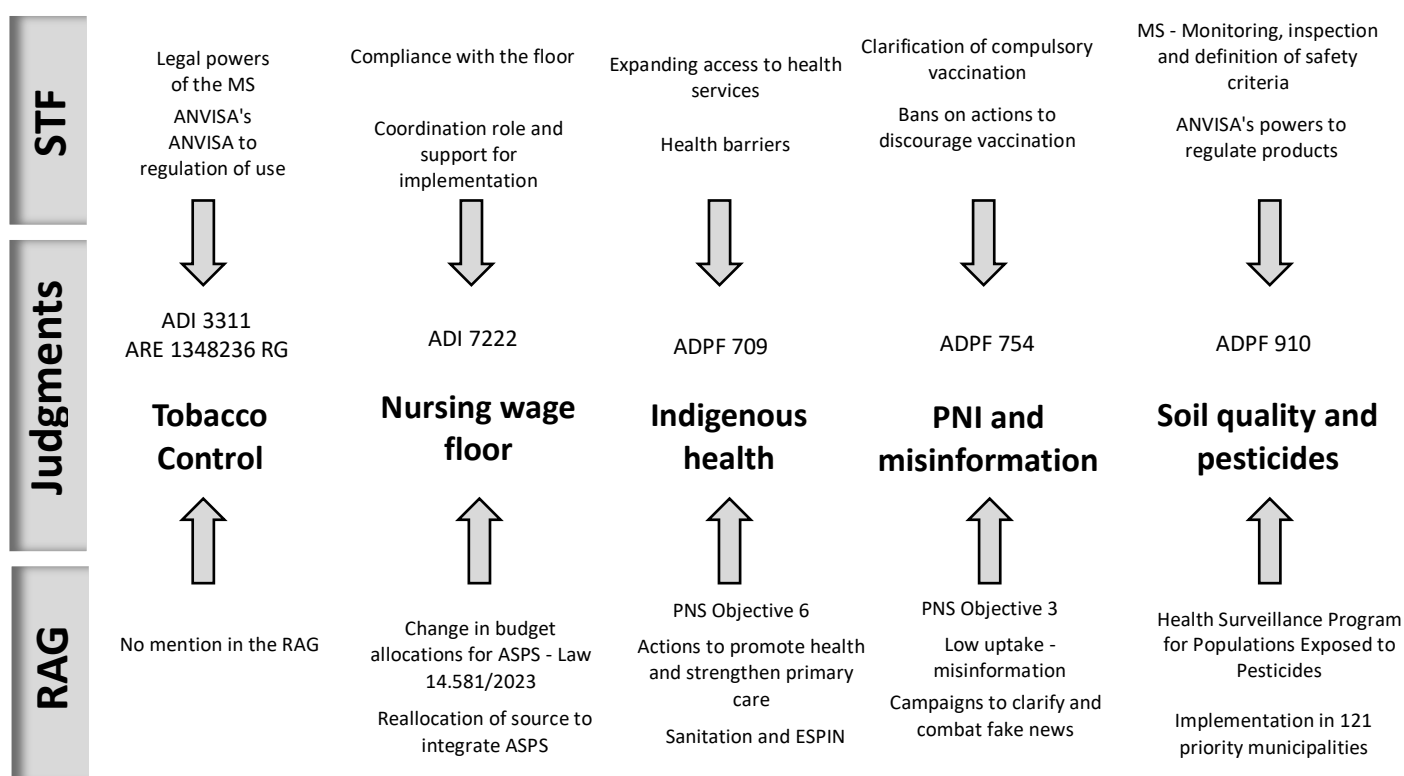 STF
Legal powers
of the MS
ANVISA's
ANVISA to
regulation of use
Compliance with the floor
Coordination role and
support for
implementation
Expanding access to health
services
Health barriers
Clarification of compulsory
vaccination
Bans on actions to
discourage vaccination
MS - Monitoring, inspection
and definition of safety
criteria
ANVISA's powers to
regulate products
Judgments
ADI 3311
ARE 1348236 RG
Tobacco
Control
ADI 7222
Nursing wage
floor
ADPF 709
Indigenous
health
ADPF 754
PNI and
misinformation
ADPF 910
Soil quality and
pesticides
RAG
No mention in the RAG
Change in budget
allocations for ASPS - Law
14.581/2023
Reallocation of source to
integrate ASPS
PNS Objective 6
Actions to promote health
and strengthen primary
care
Sanitation and ESPIN
PNS Objective 3
Low uptake -
misinformation
Campaigns to clarify and
combat fake news
Health Surveillance Program
for Populations Exposed to
Pesticides
Implementation in 121
priority municipalities